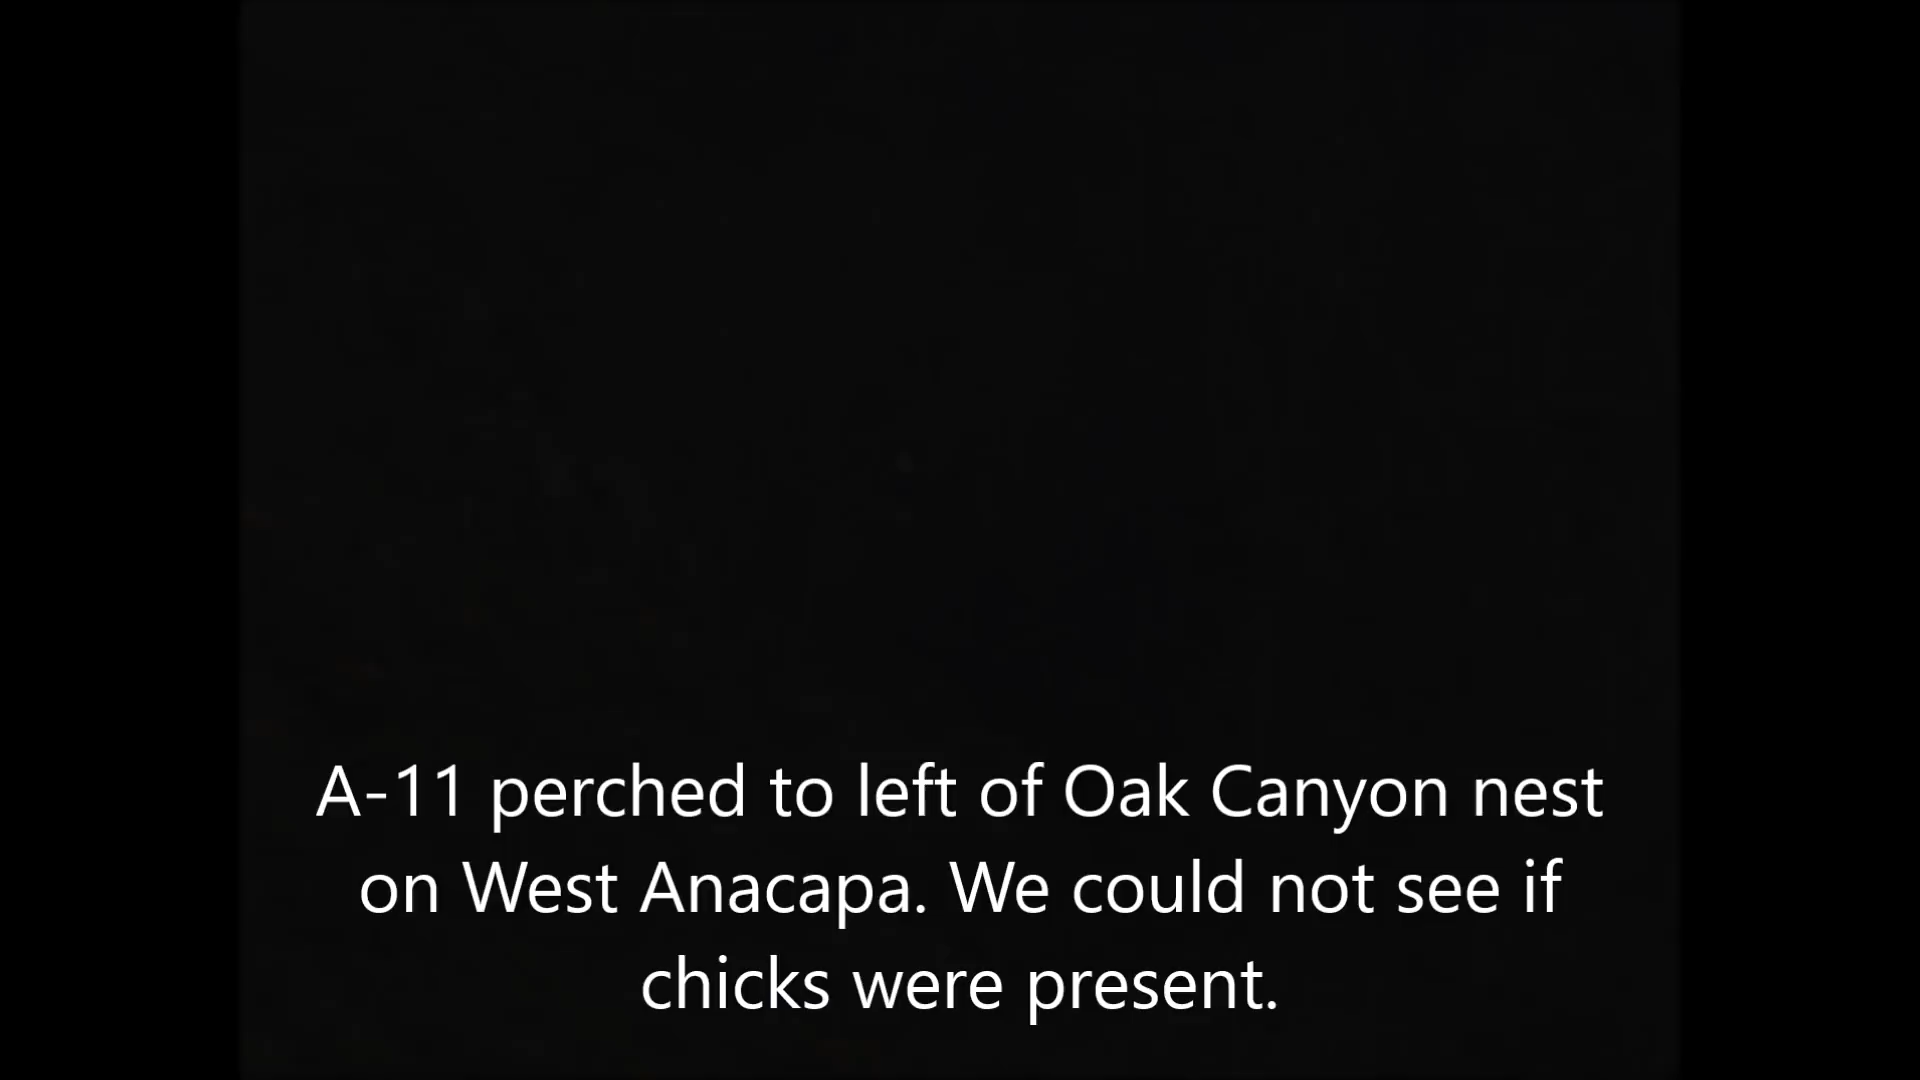 A-11 perched to left of Oak Canyon nest
on West Anacapa. We could not see if
chicks were present.